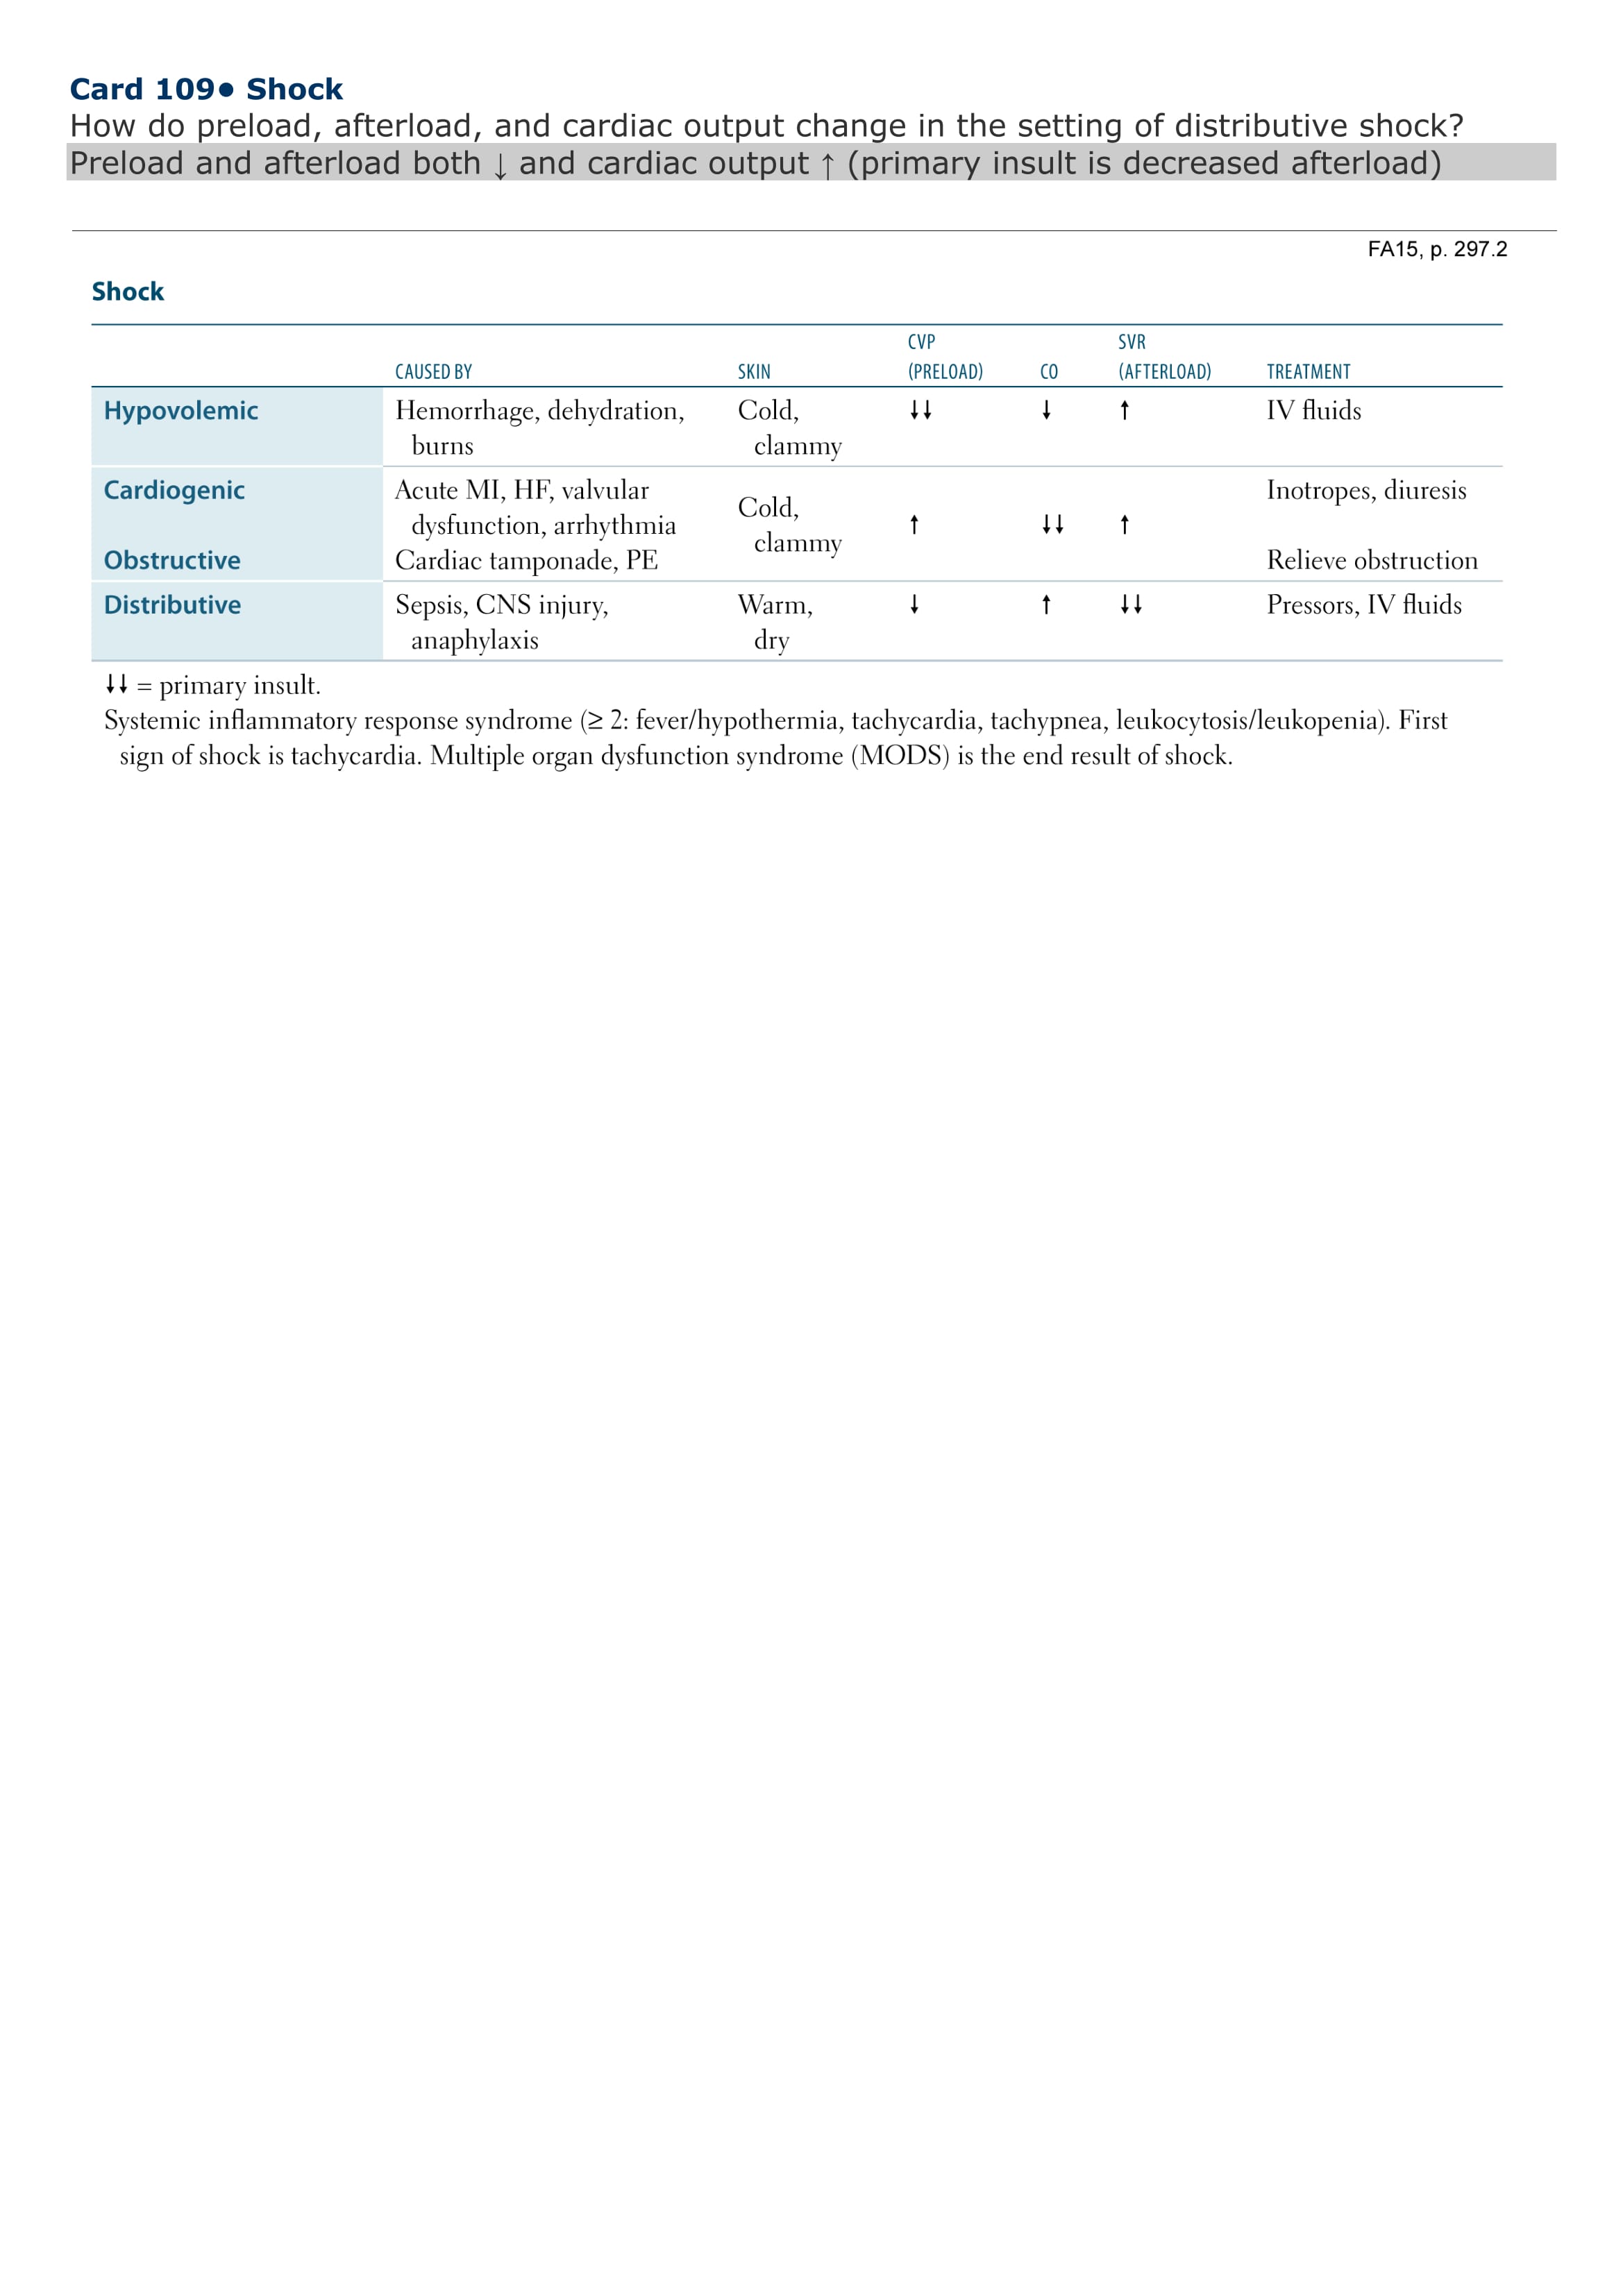 Card 109● Shock
How do preload, afterload, and cardiac output change in the setting of distributive shock?
Preload and afterload both ↓ and cardiac output ↑ (primary insult is decreased afterload)
FA15, p. 297.2
Shock
CVP SVR
CAUSED BY SKIN (PRELOAD) CO (AFTERLOAD) TREATMENT
Hypovolemic Hemorrhage, dehydration, Cold, ↓↓ ↓ ↑ IV fluids
burns clammy
Cardiogenic Acute MI, HF, valvular Inotropes, diuresis
Cold,
dysfunction, arrhythmia ↑ ↓↓ ↑
clammy
Obstructive Cardiac tamponade, PE Relieve obstruction
Distributive Sepsis, CNS injury, Warm, ↓ ↑ ↓↓ Pressors, IV fluids
anaphylaxis dry
↓↓ = primary insult.
Systemic inflammatory response syndrome (≥ 2: fever/hypothermia, tachycardia, tachypnea, leukocytosis/leukopenia). First
sign of shock is tachycardia. Multiple organ dysfunction syndrome (MODS) is the end result of shock.